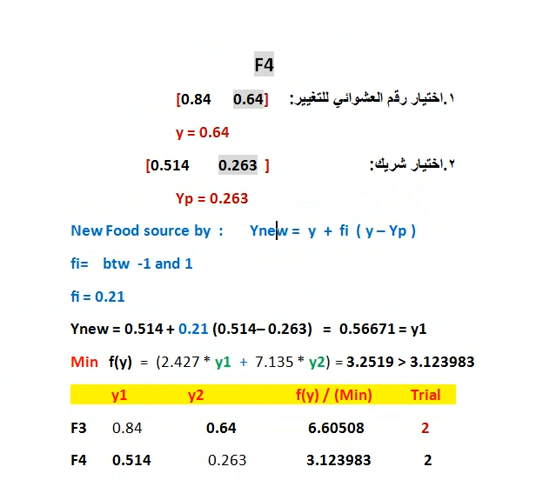 F4
١.اختيار رقم العشوائي للتغيير: [0.84 0.64]
y = 0.64
٢.اختيار شريك: [0.514 0.263 ]
Yp = 0.263
New Food source by : Ynew = y + fi ( y – Yp )
fi= btw -1 and 1
fi = 0.21
Ynew = 0.514 + 0.21 (0.514– 0.263) = 0.56671 = y1
Min f(y) = (2.427 * y1 + 7.135 * y2) = 3.2519 > 3.123983
y1 y2 f(y) / (Min) Trial
F3 0.84 0.64 6.60508 2
F4 0.514 0.263 3.123983 2